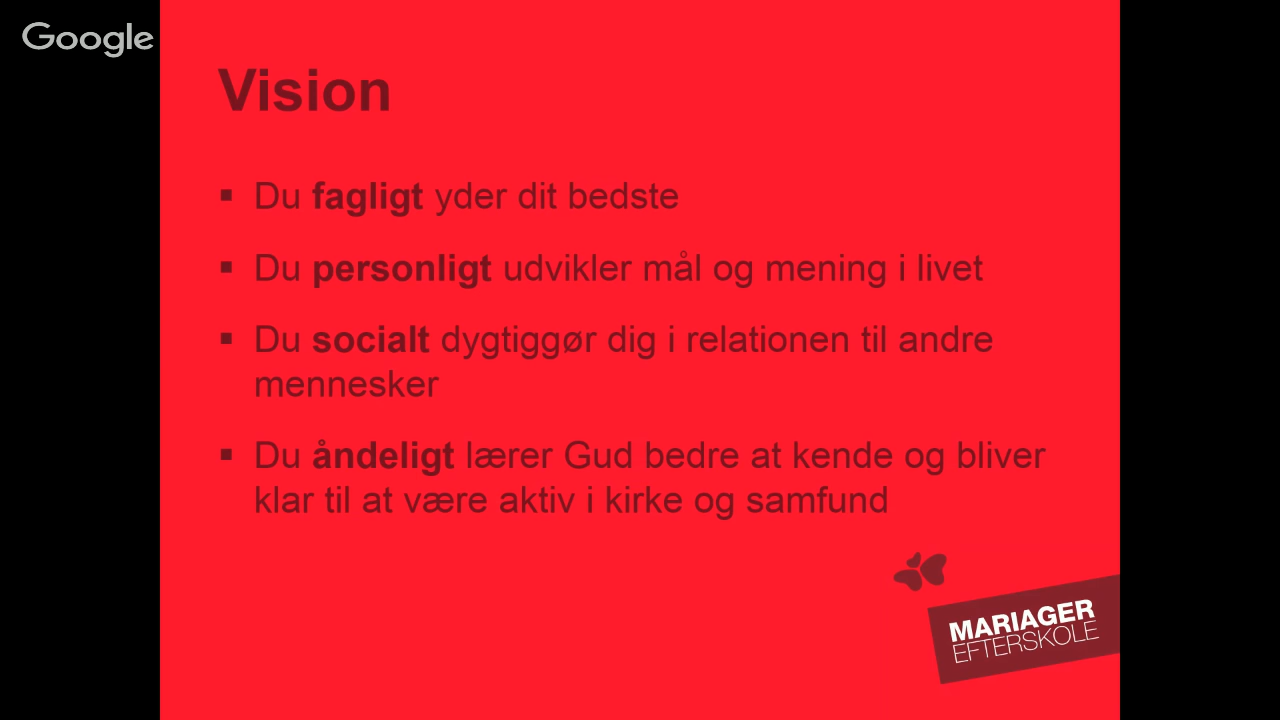 Google
Vision
▪ Du fagligt yder dit bedste
▪ Du personligt udvikler mål og mening i livet
▪ Du socialt dygtiggør dig i relationen til andre
mennesker
▪ Du åndeligt lærer Gud bedre at kende og bliver
klar til at være aktiv i kirke og samfund
MARIAGER
EFTERSKOLE